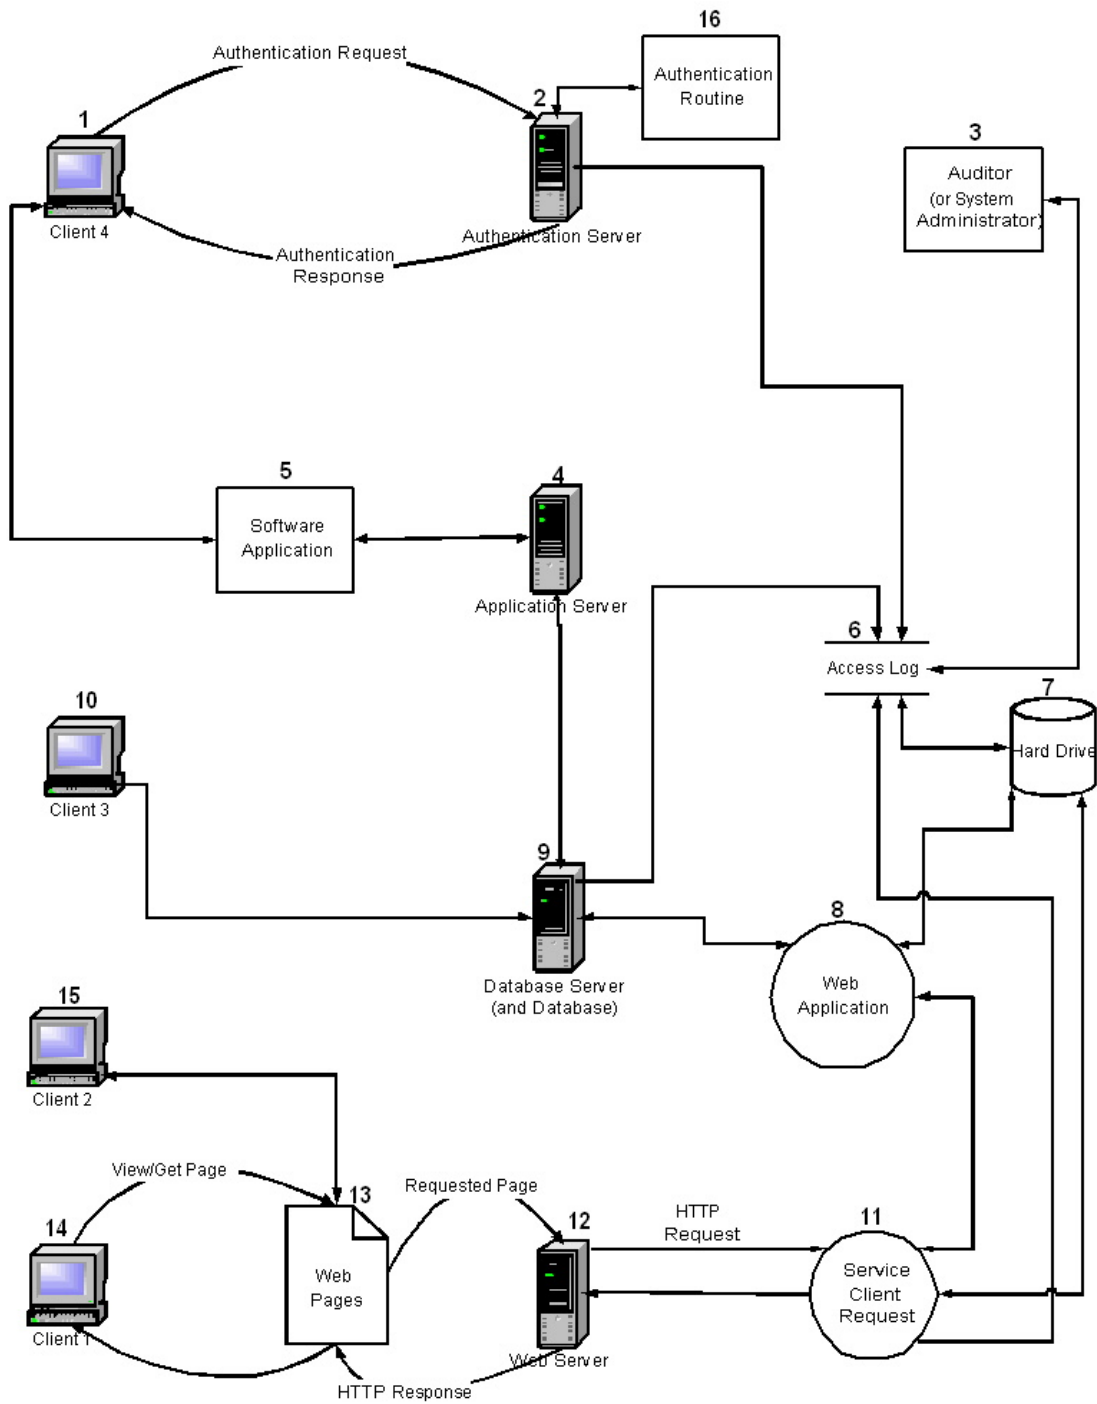 16
Authentication Request
Authentication
Routine
2
1
3
Auditor
(or System
Administrator)
Client 4
Authentication Server
Authentication
Response
5
4
Software
Application
Application Server
6
Access Log
7
Hard Drive
10
Client 3
9
8
Web
Application
Database Server
(and Database)
15
Client 2
View/Get Page
Requested Page
13
14
12
HTTP
Request
11
Service
Client
Request
Web
Pages
Client 1
Web Server
HTTP Response